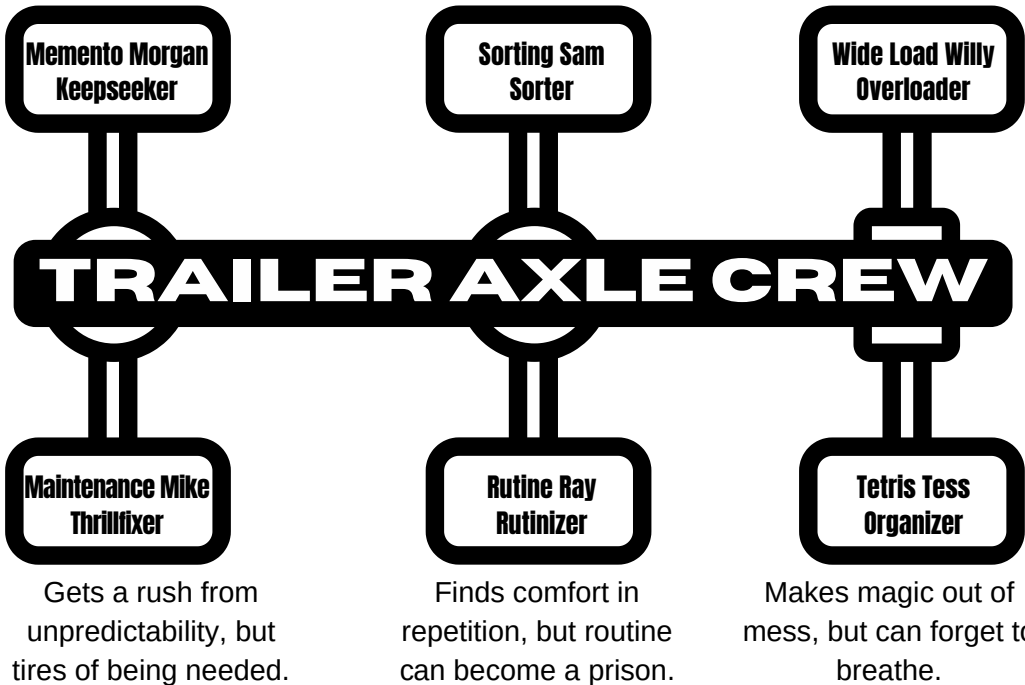 Memento Morgan
Keepseeker
Sorting Sam
Sorter
Wide Load Willy
Overloader
TRAILER AXLE CREW
Maintenance Mike
Thrillfixer
Rutine Ray
Rutinizer
Tetris Tess
Organizer
Gets a rush from
unpredictability, but
tires of being needed.
Finds comfort in
repetition, but routine
can become a prison.
Makes magic out of
mess, but can forget to
breathe.